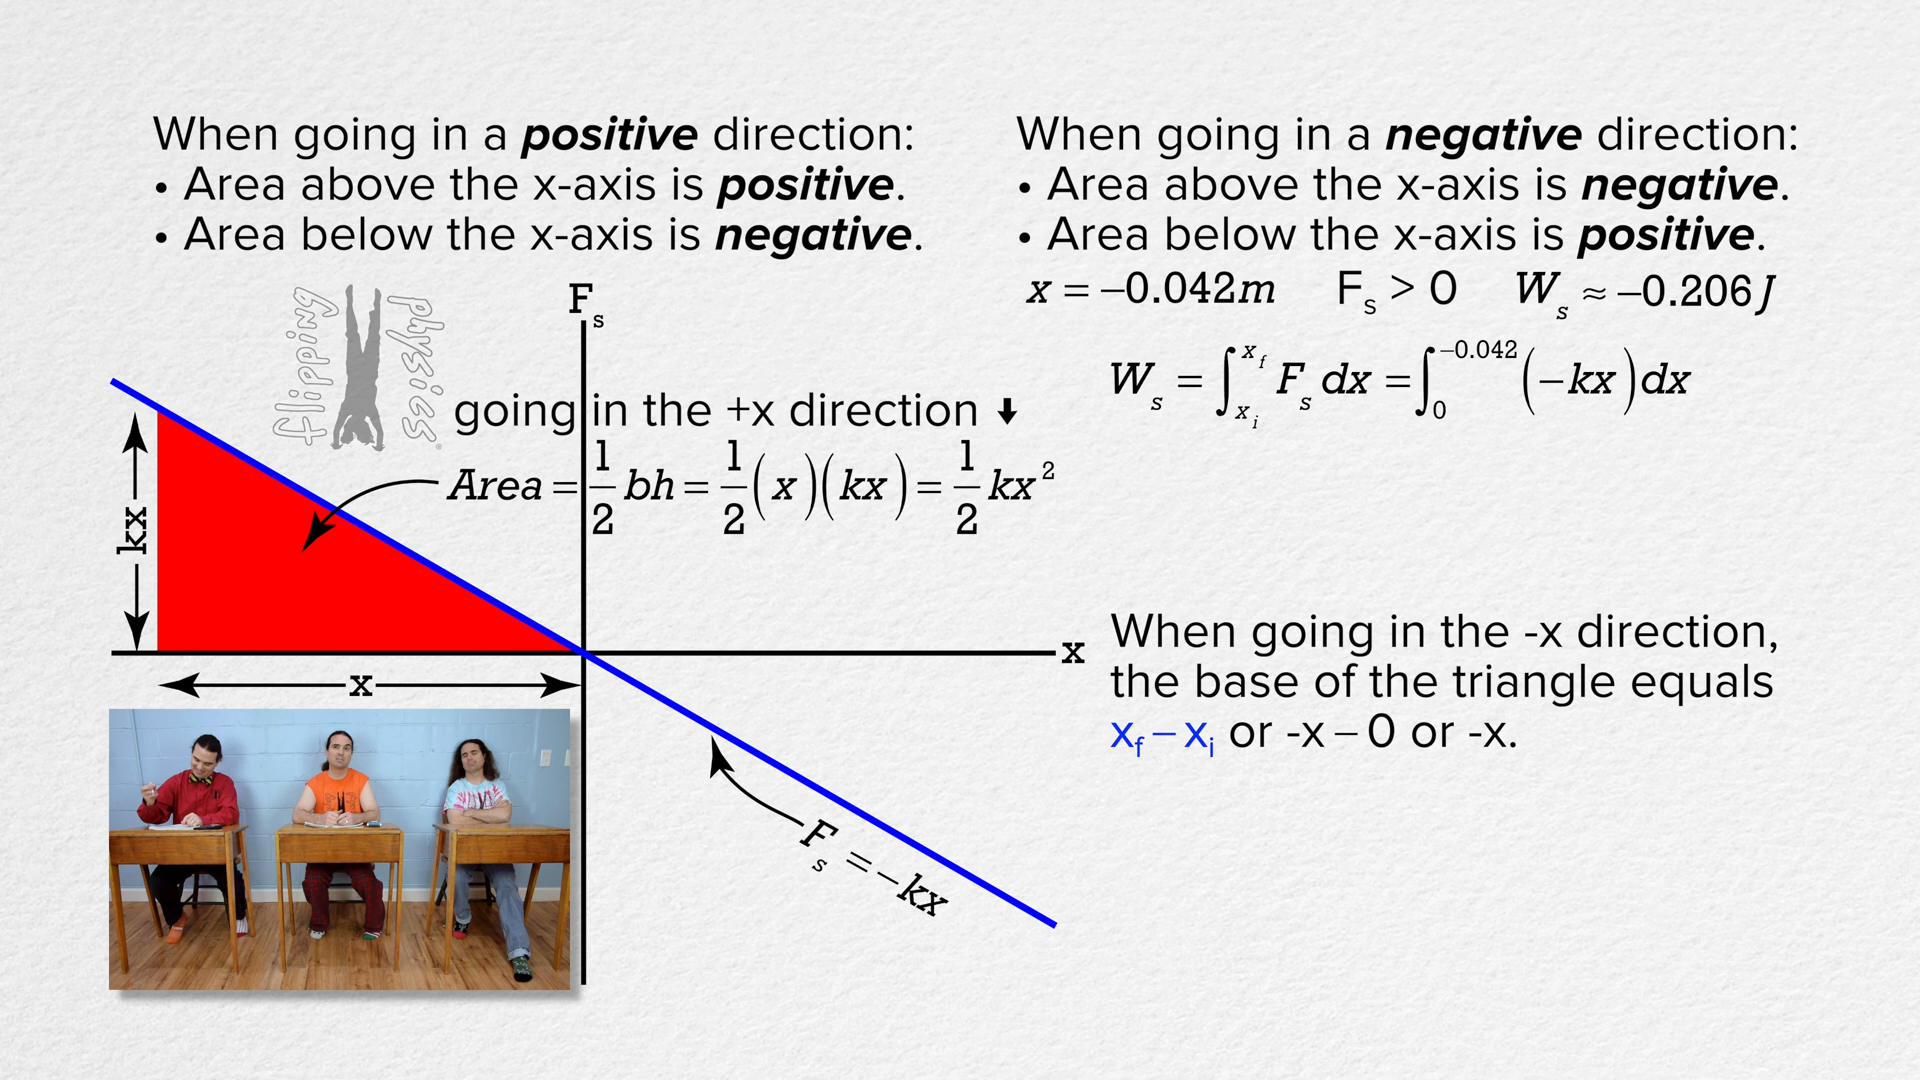 When going in a positive direction:
• Area above the x-axis is positive.
• Area below the x-axis is negative.
When going in a negative direction:
• Area above the x-axis is negative.
• Area below the x-axis is positive.
x = −0.042m F_s > 0 W_s ≈ −0.206J
W_s = ∫_{x_i}^{x_f} F_s dx = ∫_0^{−0.042} (−kx)dx
F_s
flipping physics
going in the +x direction ⬇
Area = 1/2 bh = 1/2 (x)(kx) = 1/2 kx²
kx
x
x
When going in the -x direction,
the base of the triangle equals
x_f − x_i or -x − 0 or -x.
F_s = −kx